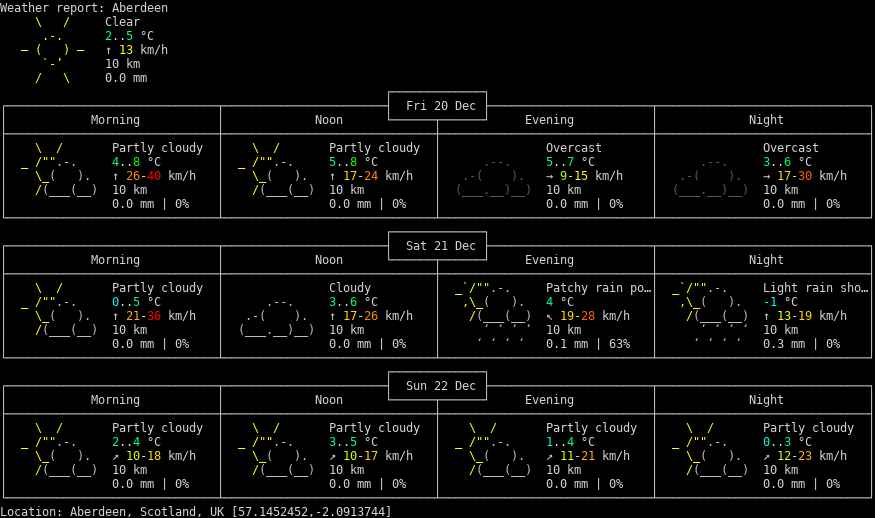 Weather report: Aberdeen
Clear
2..5 °C
↑ 13 km/h
10 km
0.0 mm
Fri 20 Dec
Morning Noon Evening Night
Partly cloudy Partly cloudy Overcast Overcast
4..8 °C 5..8 °C 5..7 °C 3..6 °C
↑ 26-40 km/h ↑ 17-24 km/h → 9-15 km/h → 17-30 km/h
10 km 10 km 10 km 10 km
0.0 mm | 0% 0.0 mm | 0% 0.0 mm | 0% 0.0 mm | 0%
Sat 21 Dec
Morning Noon Evening Night
Partly cloudy Cloudy Patchy rain po… Light rain sho…
0..5 °C 3..6 °C 4 °C -1 °C
↑ 21-36 km/h ↑ 17-26 km/h ↖ 19-28 km/h ↑ 13-19 km/h
10 km 10 km 10 km 10 km
0.0 mm | 0% 0.0 mm | 0% 0.1 mm | 63% 0.3 mm | 0%
Sun 22 Dec
Morning Noon Evening Night
Partly cloudy Partly cloudy Partly cloudy Partly cloudy
2..4 °C 3..5 °C 1..4 °C 0..3 °C
↗ 10-18 km/h ↗ 10-17 km/h ↗ 11-21 km/h ↗ 12-23 km/h
10 km 10 km 10 km 10 km
0.0 mm | 0% 0.0 mm | 0% 0.0 mm | 0% 0.0 mm | 0%
Location: Aberdeen, Scotland, UK [57.1452452,-2.0913744]